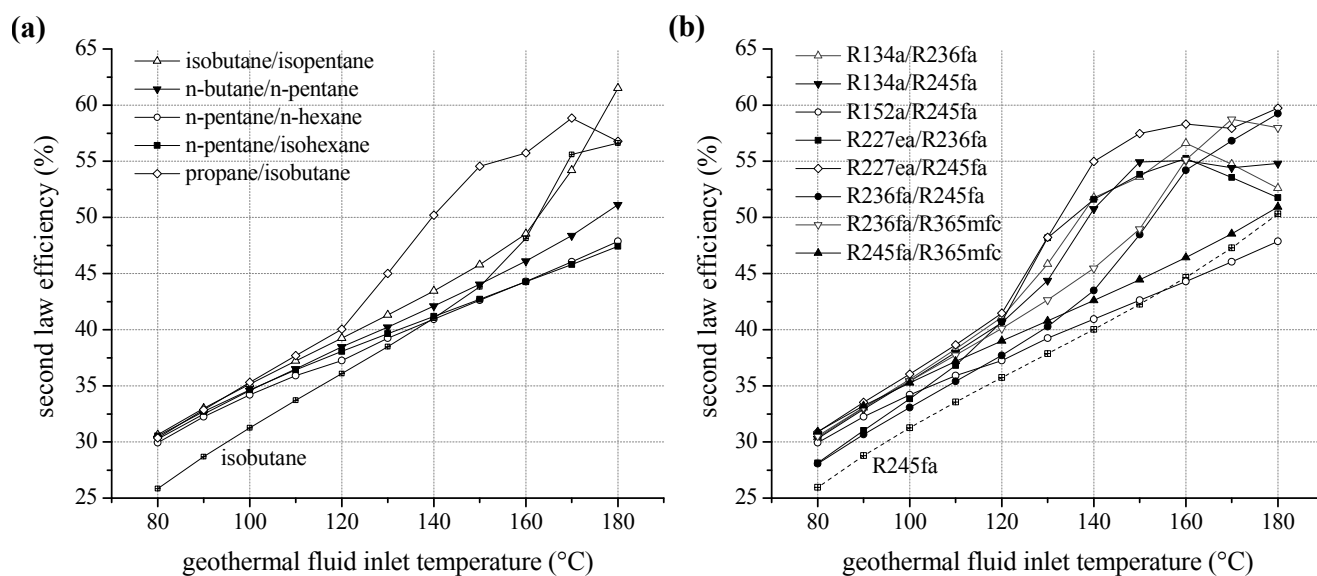 (a)
65
60
55
50
45
40
35
30
25
second law efficiency (%)
isobutane/isopentane
n-butane/n-pentane
n-pentane/n-hexane
n-pentane/isohexane
propane/isobutane
isobutane
80
100
120
140
160
180
geothermal fluid inlet temperature (°C)
(b)
65
60
55
50
45
40
35
30
25
second law efficiency (%)
R134a/R236fa
R134a/R245fa
R152a/R245fa
R227ea/R236fa
R227ea/R245fa
R236fa/R245fa
R236fa/R365mfc
R245fa/R365mfc
R245fa
80
100
120
140
160
180
geothermal fluid inlet temperature (°C)